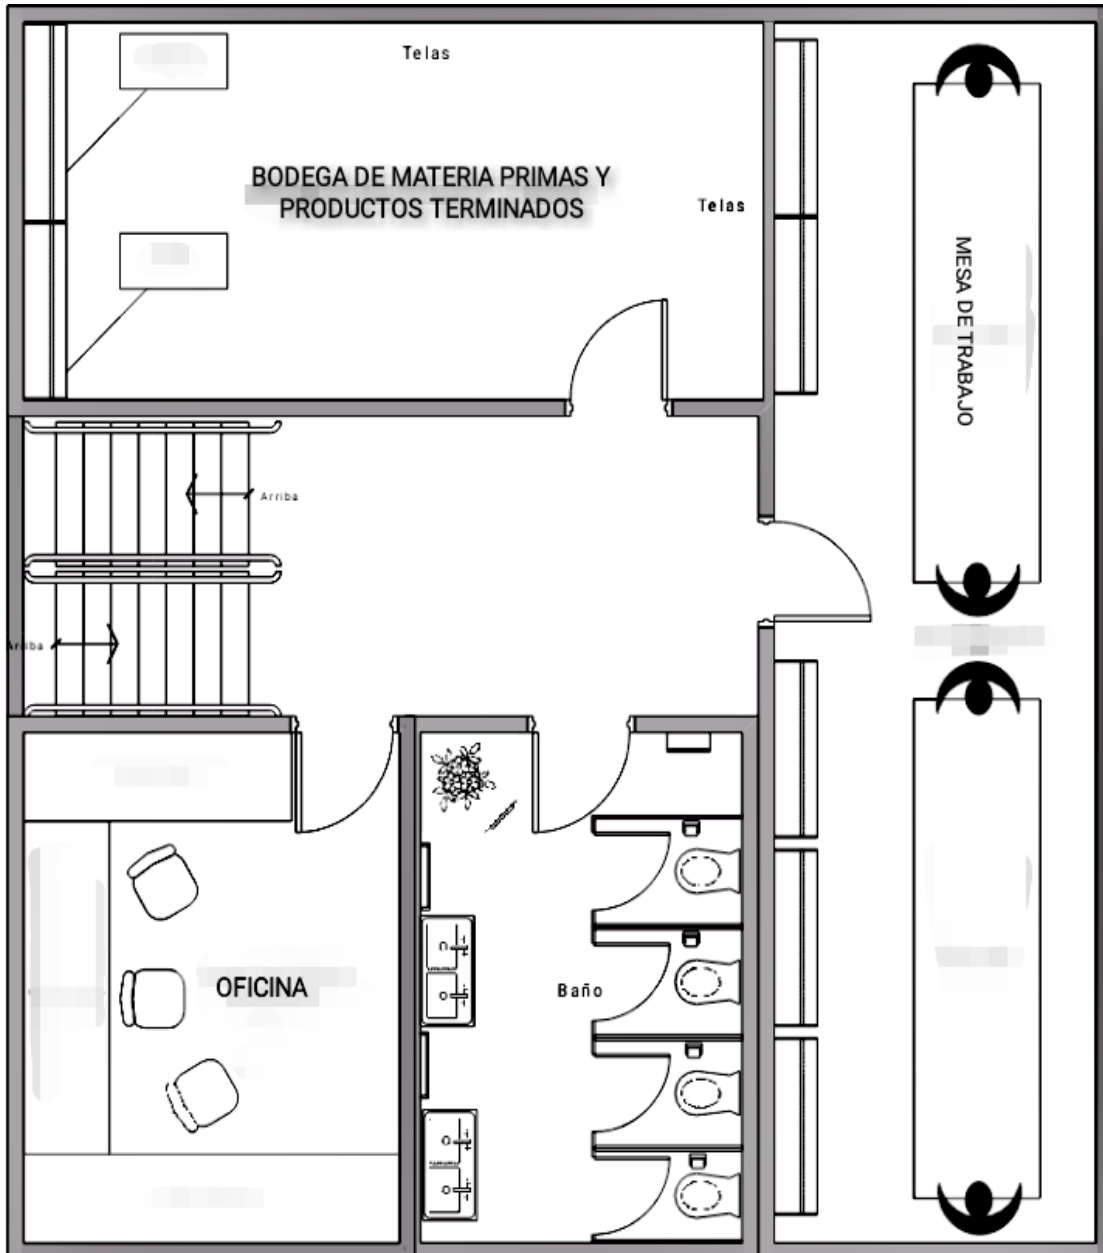 Telas
BODEGA DE MATERIA PRIMAS Y
PRODUCTOS TERMINADOS
Telas
MESA DE TRABAJO
Arriba
Arriba
OFICINA
Baño